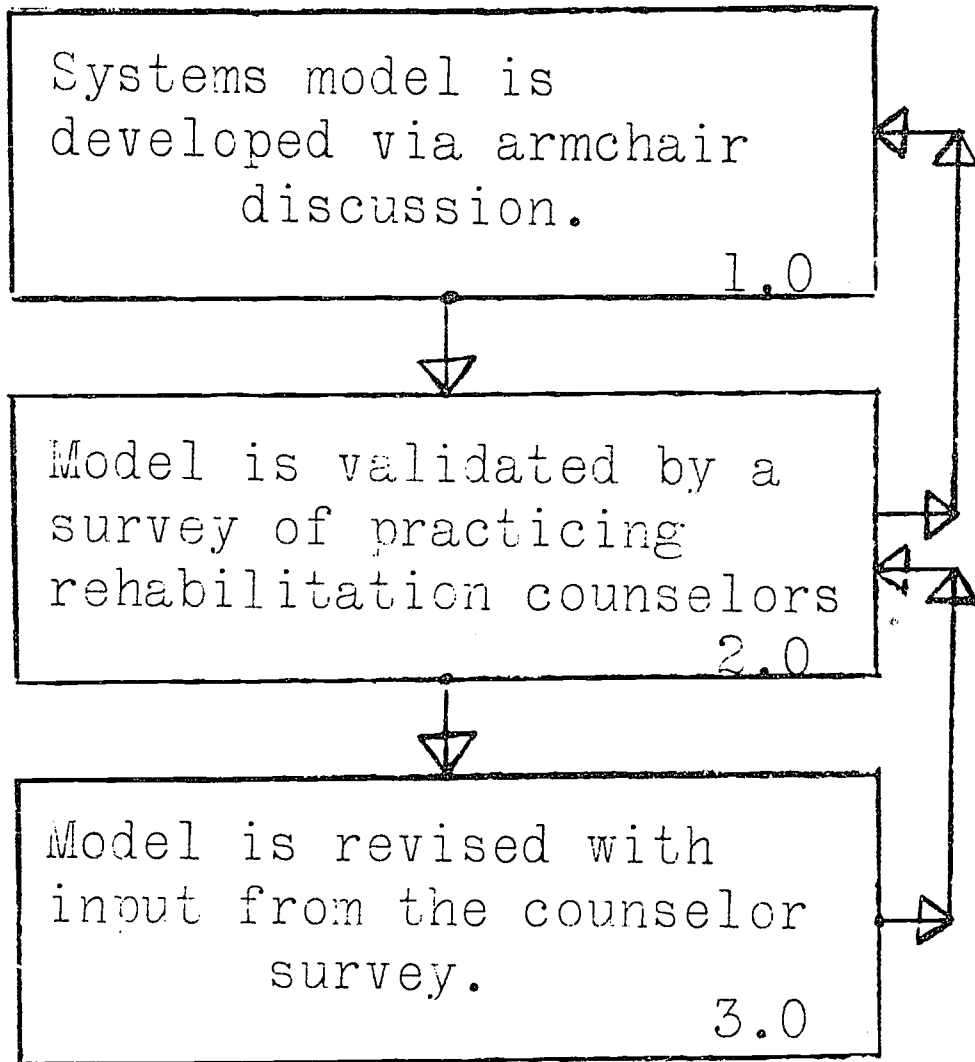 Systems model is
developed via armchair
discussion.
1.0
Model is validated by a
survey of practicing
rehabilitation counselors
2.0
Model is revised with
input from the counselor
survey.
3.0